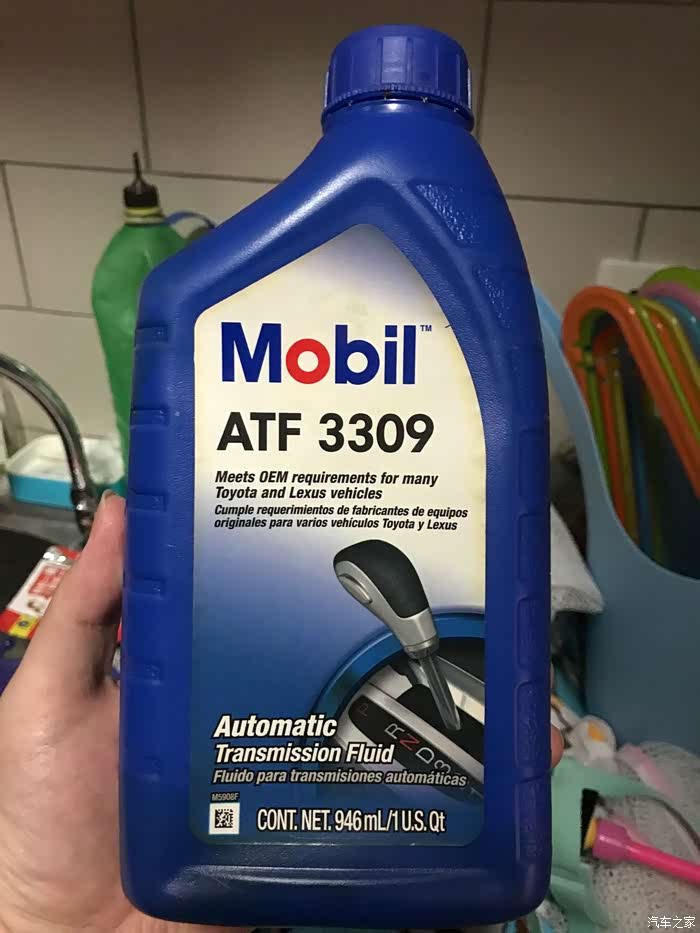 Mobil™
ATF 3309
Meets OEM requirements for many
Toyota and Lexus vehicles
Cumple requerimientos de fabricantes de equipos
originales para varios vehículos Toyota y Lexus
P
R
N
D
3
Automatic
Transmission Fluid
Fluido para transmisiones automáticas
M5908F
CONT. NET. 946 mL/1 U.S. Qt
汽车之家